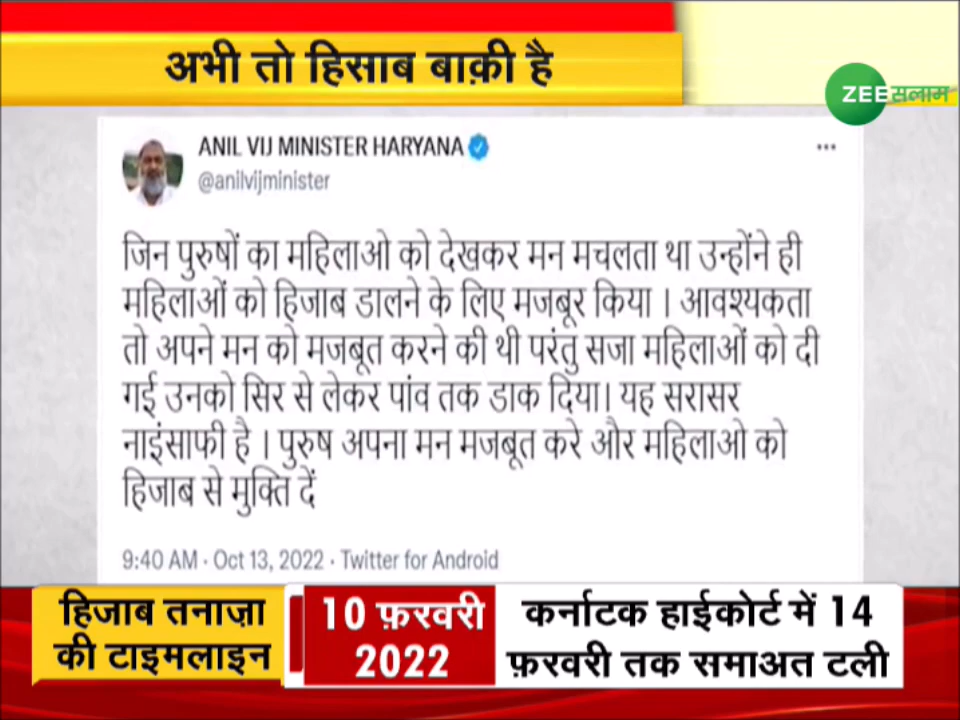 अभी तो हिसाब बाक़ी है
ZEE सलाम
ANIL VIJ MINISTER HARYANA
@anilvijminister
जिन पुरुषों का महिलाओ को देखकर मन मचलता था उन्होंने ही
महिलाओं को हिजाब डालने के लिए मजबूर किया । आवश्यकता
तो अपने मन को मजबूत करने की थी परंतु सजा महिलाओं को दी
गई उनको सिर से लेकर पांव तक डाक दिया। यह सरासर
नाइंसाफी है । पुरुष अपना मन मजबूत करे और महिलाओ को
हिजाब से मुक्ति दें
9:40 AM · Oct 13, 2022 · Twitter for Android
हिजाब तनाज़ा
की टाइमलाइन
10 फ़रवरी
2022
कर्नाटक हाईकोर्ट में 14
फ़रवरी तक समाअत टली